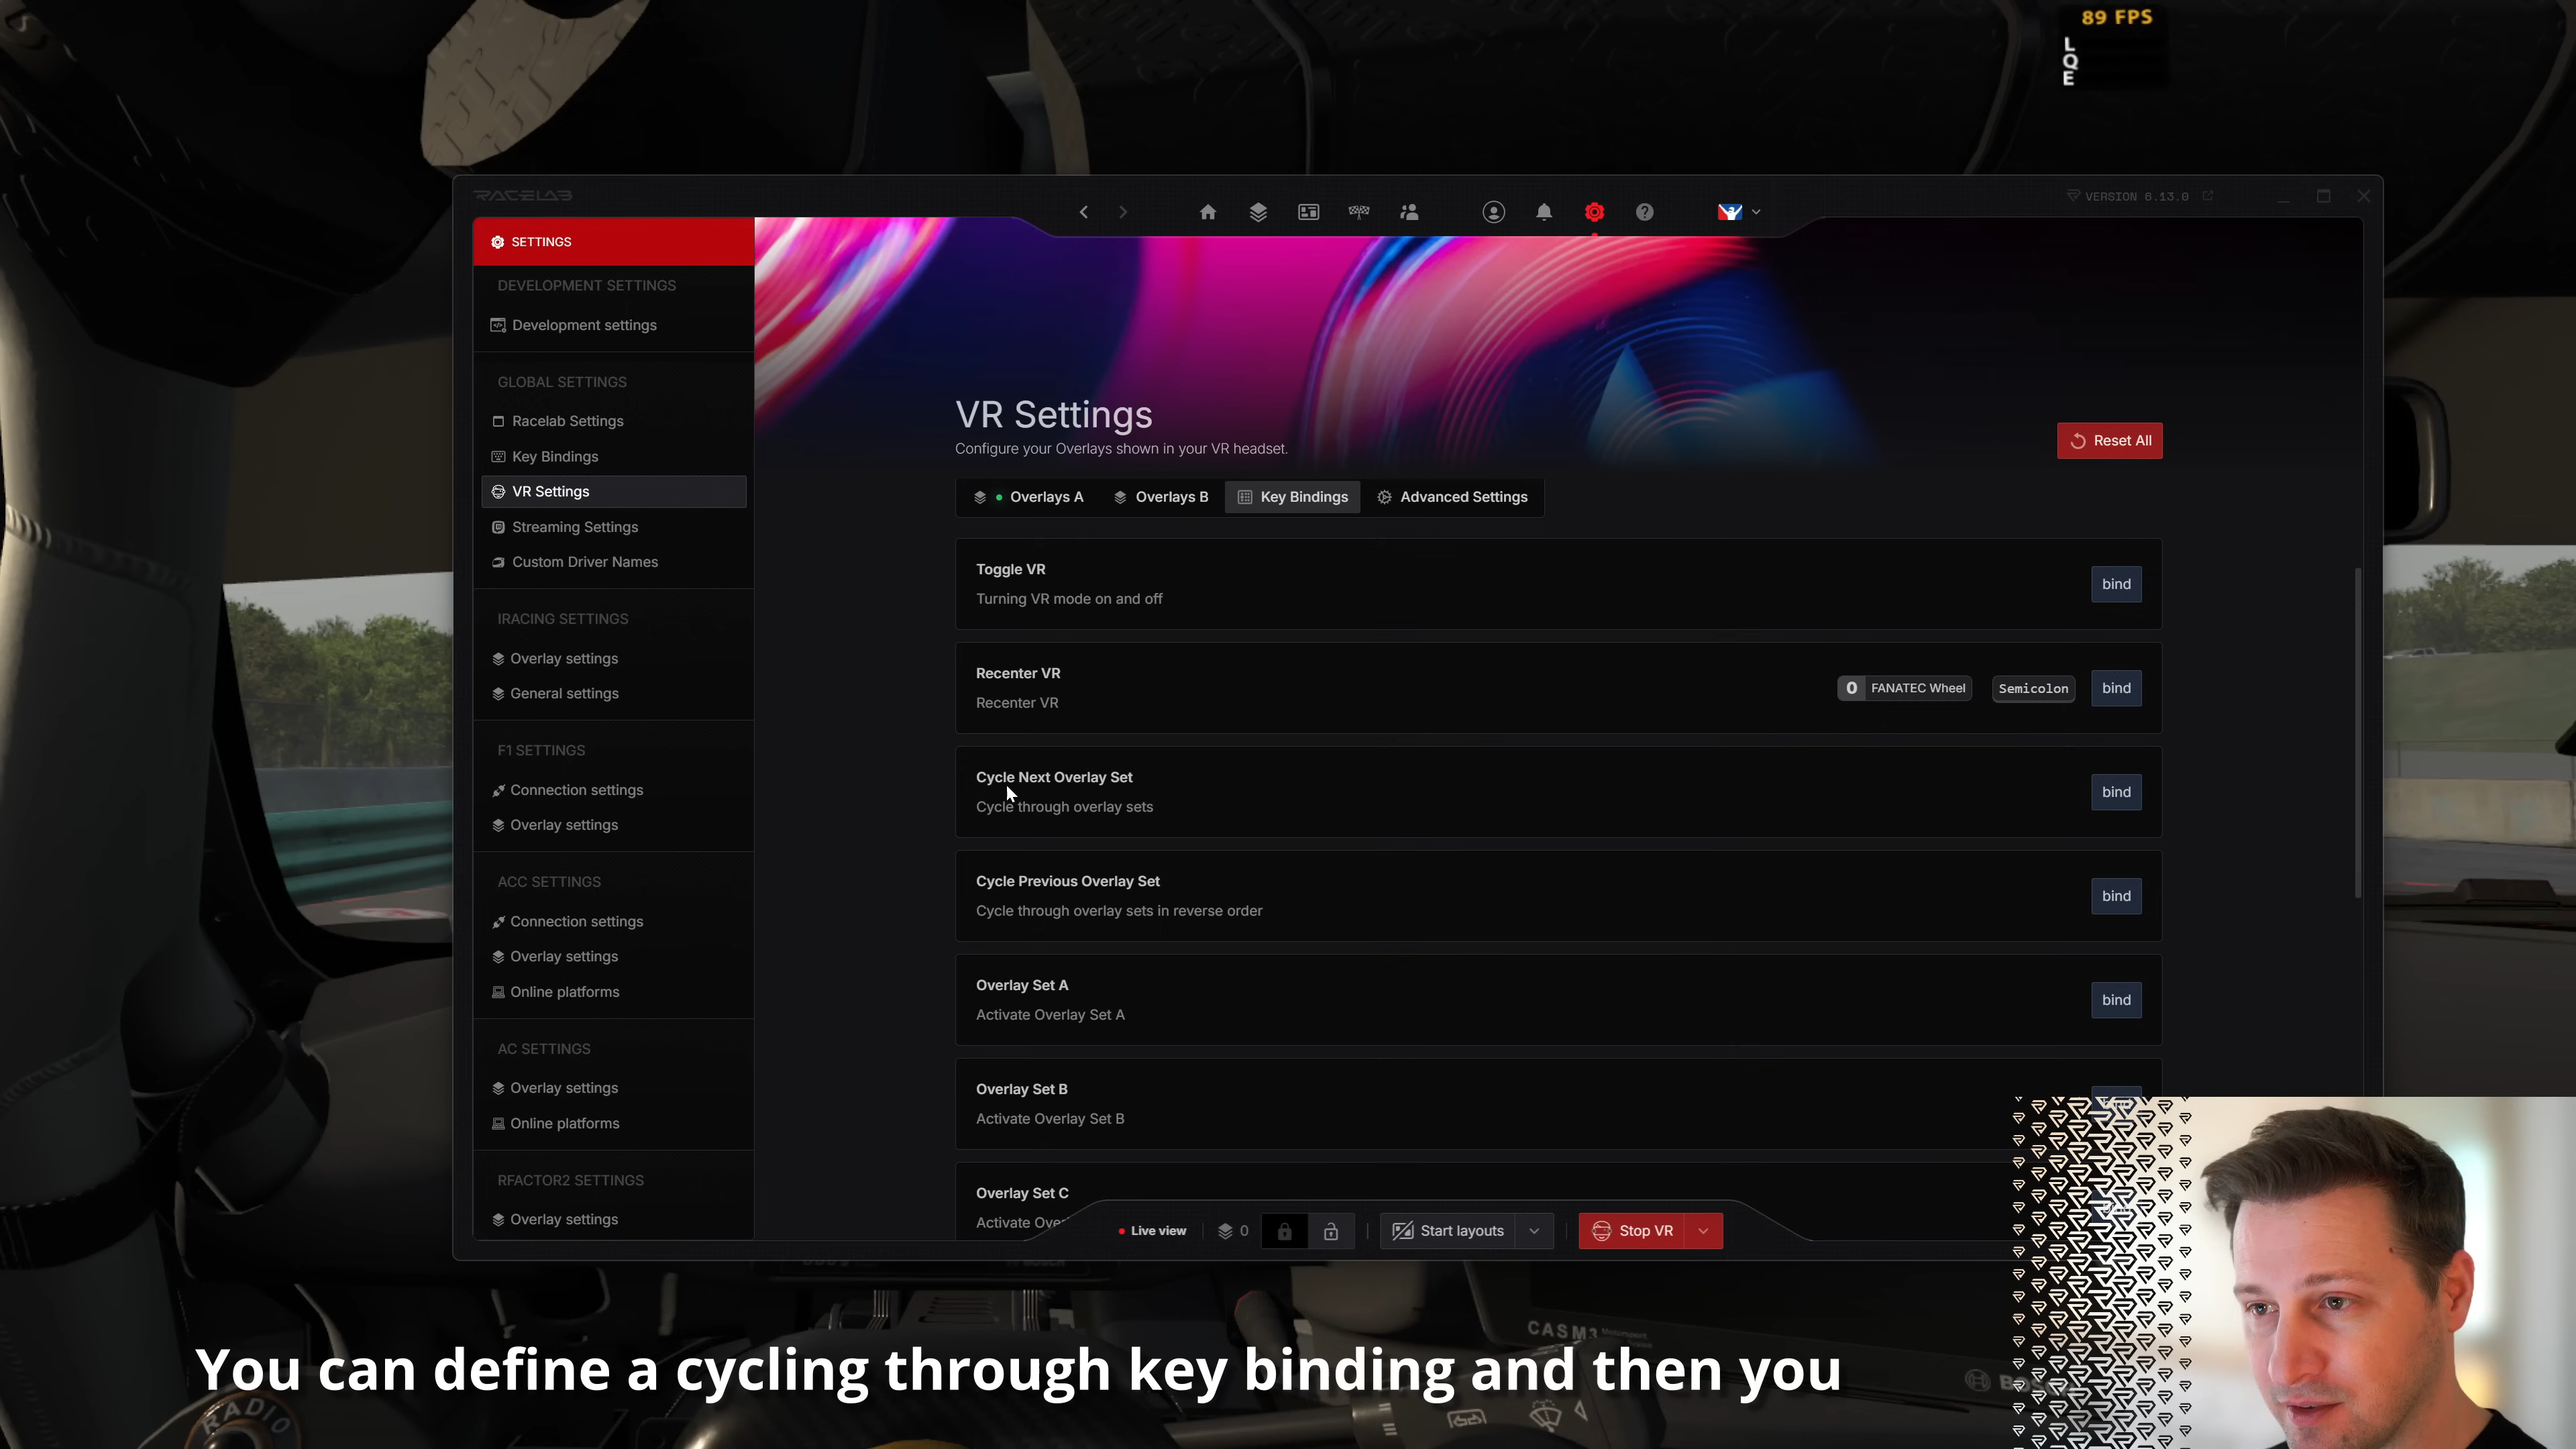 89 FPS
L
Q
E
RACELAB
VERSION 6.13.0
SETTINGS
DEVELOPMENT SETTINGS
Development settings
GLOBAL SETTINGS
Racelab Settings
Key Bindings
VR Settings
Streaming Settings
Custom Driver Names
IRACING SETTINGS
Overlay settings
General settings
F1 SETTINGS
Connection settings
Overlay settings
ACC SETTINGS
Connection settings
Overlay settings
Online platforms
AC SETTINGS
Overlay settings
Online platforms
RFACTOR2 SETTINGS
Overlay settings
VR Settings
Configure your Overlays shown in your VR headset.
Reset All
Overlays A
Overlays B
Key Bindings
Advanced Settings
Toggle VR
Turning VR mode on and off
bind
Recenter VR
Recenter VR
0 FANATEC Wheel
Semicolon
bind
Cycle Next Overlay Set
Cycle through overlay sets
bind
Cycle Previous Overlay Set
Cycle through overlay sets in reverse order
bind
Overlay Set A
Activate Overlay Set A
bind
Overlay Set B
Activate Overlay Set B
Overlay Set C
Activate Ove
Live view
0
Start layouts
Stop VR
CASM3
You can define a cycling through key binding and then you
RADIO